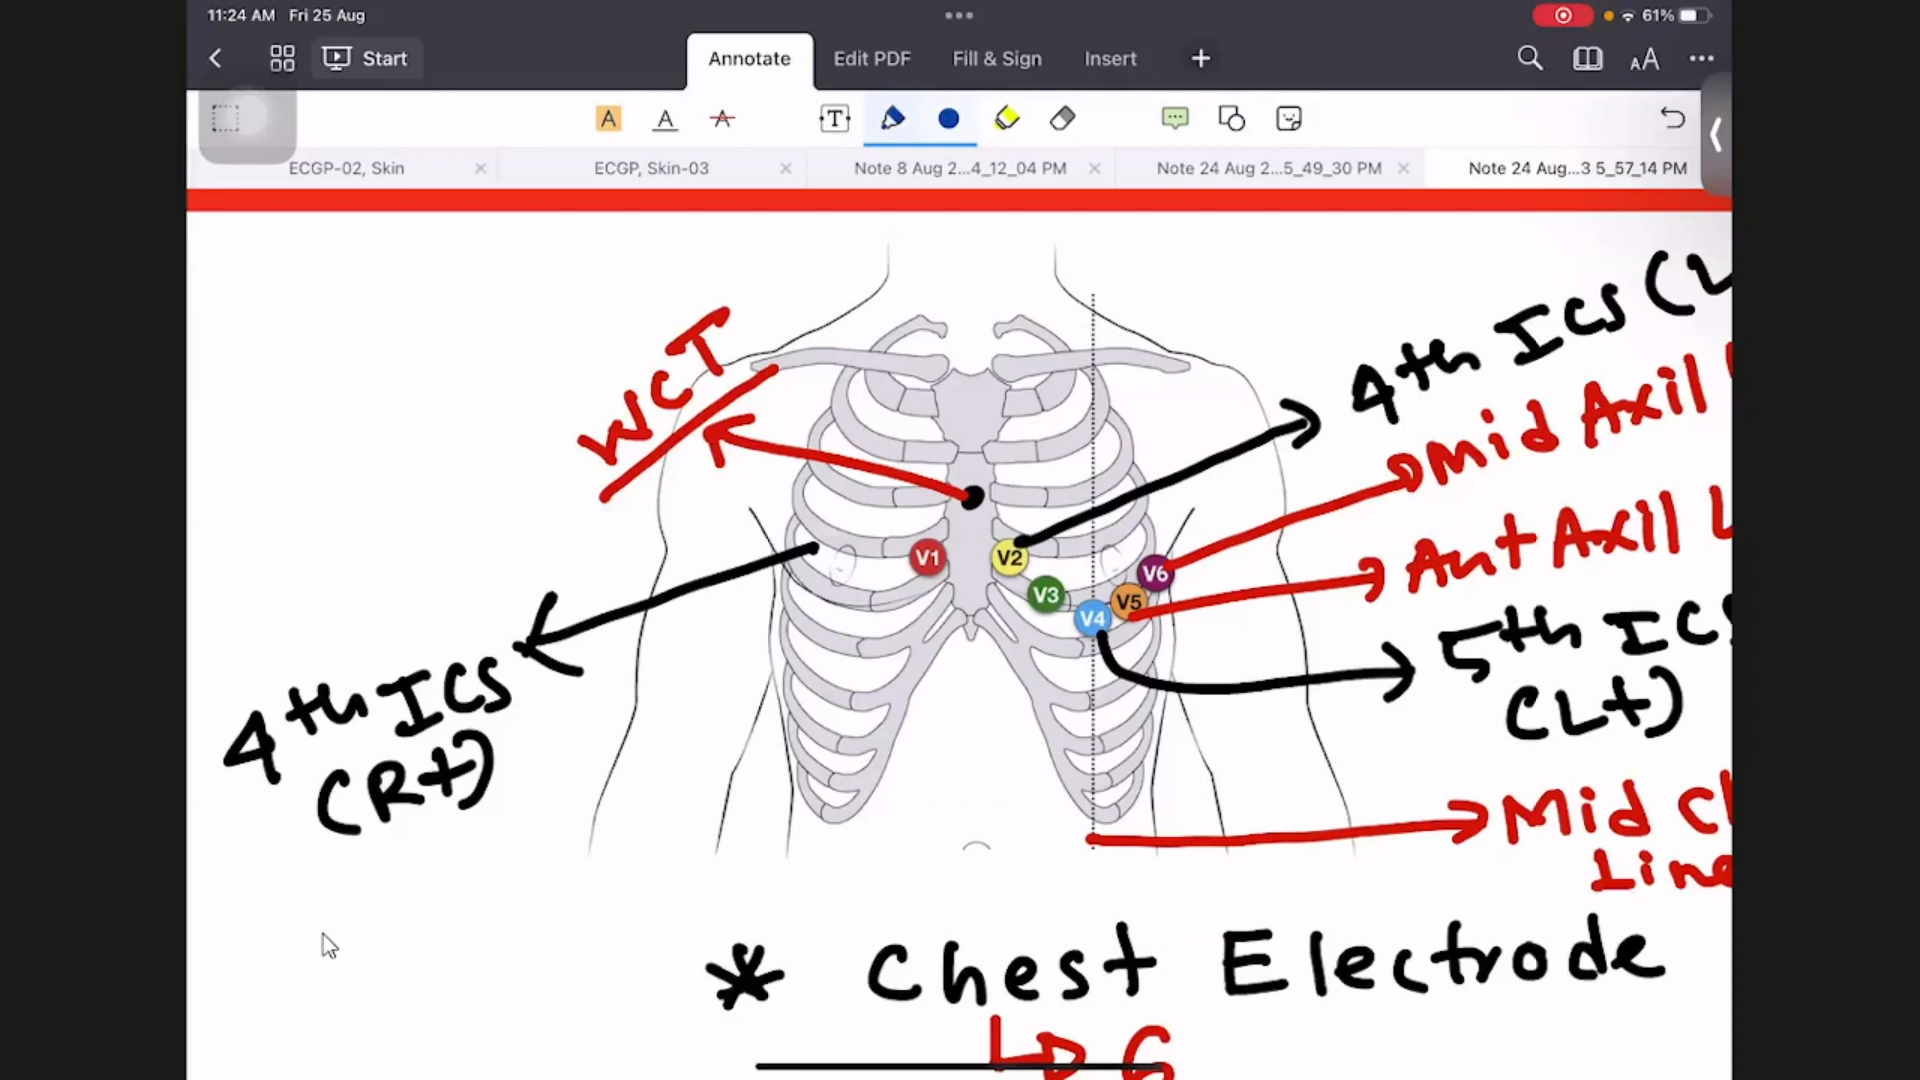 11:24 AM Fri 25 Aug
61%
Start
Annotate
Edit PDF
Fill & Sign
Insert
AA
A A A T
ECGP-02, Skin
ECGP, Skin-03
Note 8 Aug 2...4_12_04 PM
Note 24 Aug 2...5_49_30 PM
Note 24 Aug...3 5_57_14 PM
WCT
4th ICS (L
Mid Axil L
Ant Axil L
V1
V2
V3
V4
V5
V6
5th ICS
(Lt)
4th ICS
(Rt)
Mid Cl
Line
* Chest Electrode
6